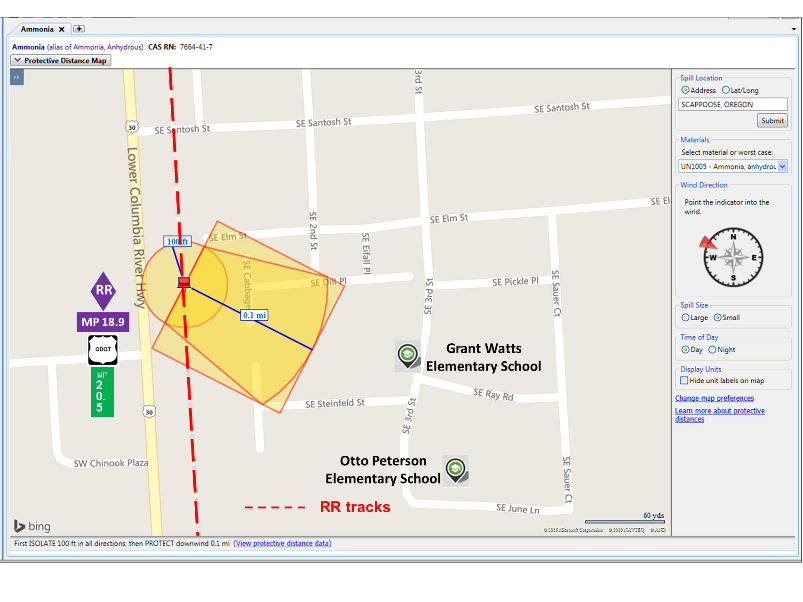 Ammonia
Ammonia (alias of Ammonia, Anhydrous) CAS RN: 7664-41-7
Protective Distance Map
3rd St
30
SE Santosh St
SE Santosh St
SE Santosh St
Lower Columbia River Hwy
100 ft
SE Elm St
SE 2nd St
SE Eifall Pl
SE Elm St
SE El
SE Cabbage
SE Dill Pl
SE 3rd St
SE Pickle Pl
SE Sauer Ct
0.1 mi
RR
MP 18.9
ODOT
MP
2
0.
5
30
Grant Watts
Elementary School
SE Ray Rd
SE Steinfeld St
SE 3rd St
SW Chinook Plaza
Otto Peterson
Elementary School
SE Sauer Ct
RR tracks
SE June Ln
60 yds
bing
First ISOLATE 100 ft in all directions, then PROTECT downwind 0.1 mi (View protective distance data)
Spill Location
Address Lat/Long
SCAPPOOSE, OREGON
Submit
Materials
Select material or worst case:
UN1005 - Ammonia, anhydrou
Wind Direction
Point the indicator into the
wind.
N
W E
S
Spill Size
Large Small
Time of Day
Day Night
Display Units
Hide unit labels on map
Change map preferences
Learn more about protective
distances